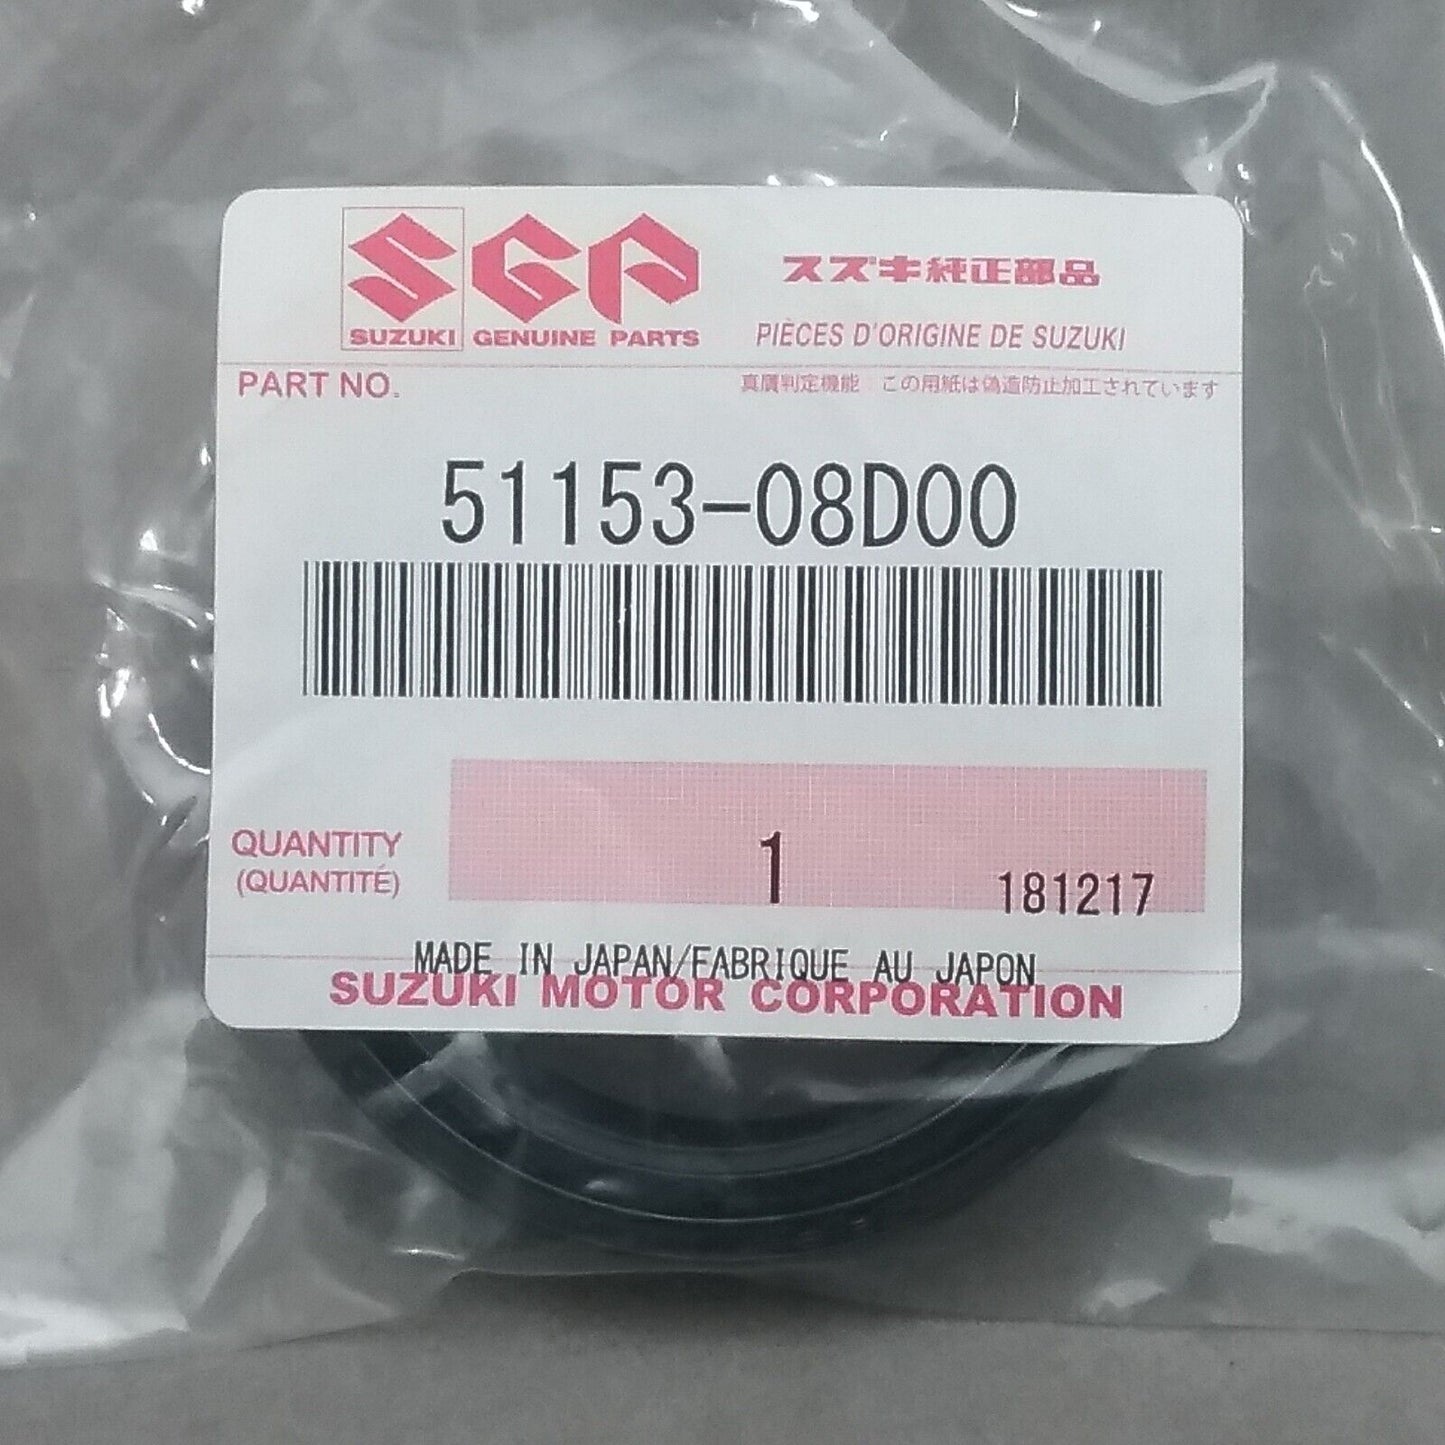 SGP
スズキ純正部品
SUZUKI GENUINE PARTS
PIÈCES D'ORIGINE DE SUZUKI
PART NO.
真贋判定機能:この用紙は偽造防止加工されています
51153-08D00
QUANTITY
(QUANTITÉ)
1
181217
MADE IN JAPAN/FABRIQUE AU JAPON
SUZUKI MOTOR CORPORATION